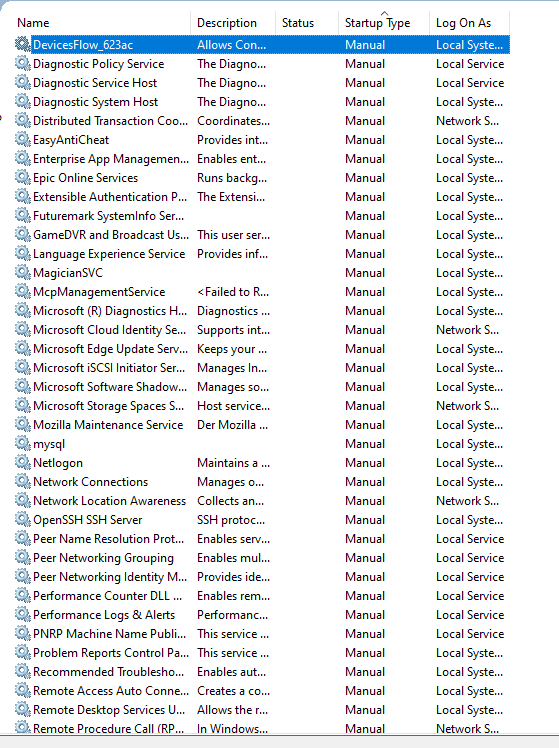 Name Description Status Startup Type Log On As
DevicesFlow_623ac Allows Con... Manual Local Syste...
Diagnostic Policy Service The Diagno... Manual Local Service
Diagnostic Service Host The Diagno... Manual Local Service
Diagnostic System Host The Diagno... Manual Local Syste...
Distributed Transaction Coo... Coordinates... Manual Network S...
EasyAntiCheat Provides int... Manual Local Syste...
Enterprise App Managemen... Enables ent... Manual Local Syste...
Epic Online Services Runs backg... Manual Local Syste...
Extensible Authentication P... The Extensi... Manual Local Syste...
Futuremark SystemInfo Ser... Manual Local Syste...
GameDVR and Broadcast Us... This user ser... Manual Local Syste...
Language Experience Service Provides inf... Manual Local Syste...
MagicianSVC Manual Local Syste...
McpManagementService <Failed to R... Manual Local Syste...
Microsoft (R) Diagnostics H... Diagnostics ... Manual Local Syste...
Microsoft Cloud Identity Se... Supports int... Manual Network S...
Microsoft Edge Update Serv... Keeps your ... Manual Local Syste...
Microsoft iSCSI Initiator Ser... Manages In... Manual Local Syste...
Microsoft Software Shadow... Manages so... Manual Local Syste...
Microsoft Storage Spaces S... Host service... Manual Network S...
Mozilla Maintenance Service Der Mozilla ... Manual Local Syste...
mysql Manual Local Syste...
Netlogon Maintains a ... Manual Local Syste...
Network Connections Manages o... Manual Local Syste...
Network Location Awareness Collects an... Manual Network S...
OpenSSH SSH Server SSH protoc... Manual Local Syste...
Peer Name Resolution Prot... Enables serv... Manual Local Service
Peer Networking Grouping Enables mul... Manual Local Service
Peer Networking Identity M... Provides ide... Manual Local Service
Performance Counter DLL ... Enables rem... Manual Local Service
Performance Logs & Alerts Performanc... Manual Local Service
PNRP Machine Name Publi... This service ... Manual Local Service
Problem Reports Control Pa... This service ... Manual Local Syste...
Recommended Troublesho... Enables aut... Manual Local Syste...
Remote Access Auto Conne... Creates a co... Manual Local Syste...
Remote Desktop Services U... Allows the r... Manual Local Syste...
Remote Procedure Call (RP... In Windows... Manual Network S...